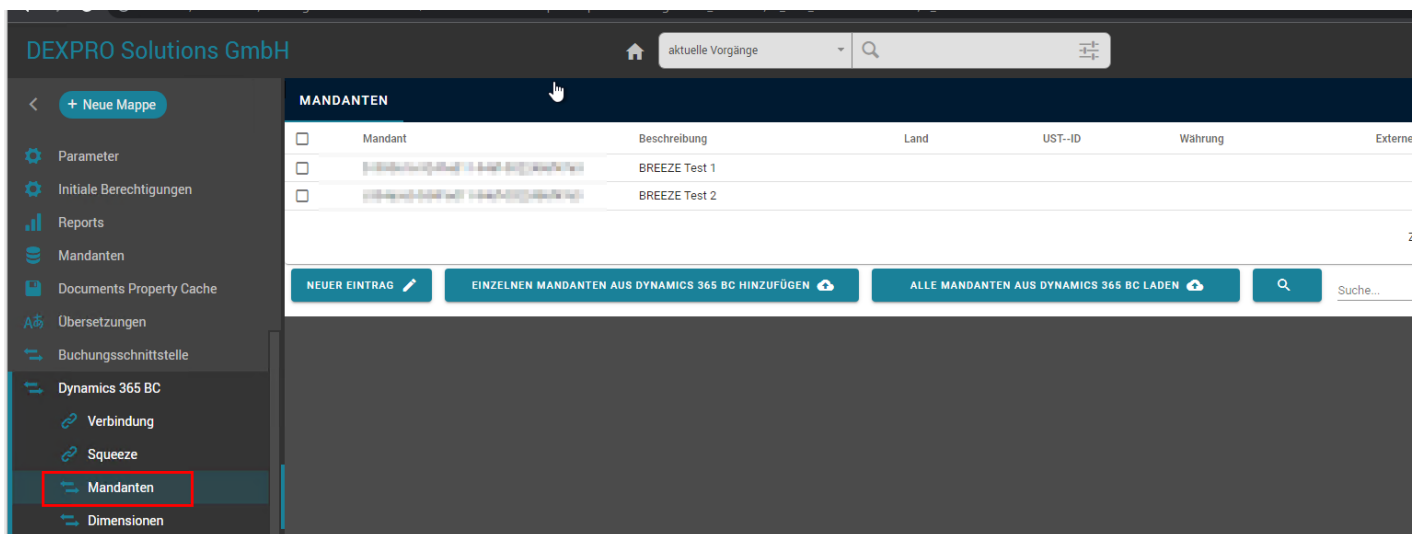 DEXPRO Solutions GmbH
aktuelle Vorgänge
+ Neue Mappe
MANDANTEN
Mandant Beschreibung Land UST--ID Währung Externe
BREEZE Test 1
BREEZE Test 2
NEUER EINTRAG EINZELNEN MANDANTEN AUS DYNAMICS 365 BC HINZUFÜGEN ALLE MANDANTEN AUS DYNAMICS 365 BC LADEN Suche...
Parameter
Initiale Berechtigungen
Reports
Mandanten
Documents Property Cache
Übersetzungen
Buchungsschnittstelle
Dynamics 365 BC
Verbindung
Squeeze
Mandanten
Dimensionen